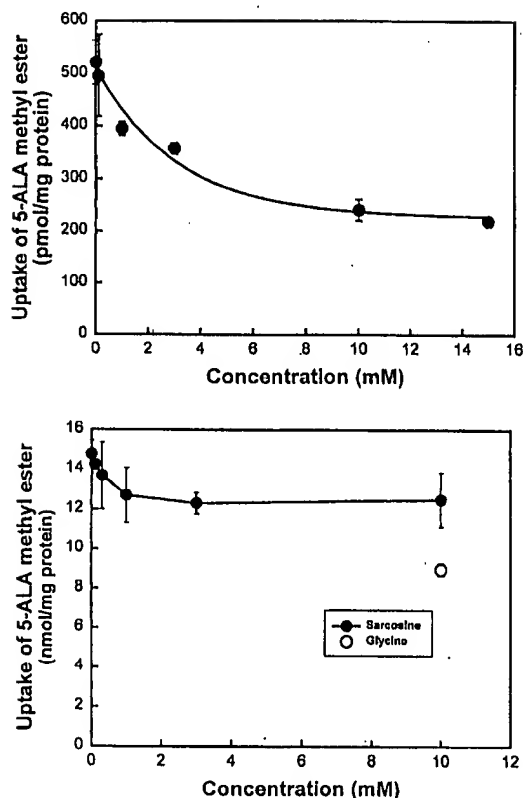 600
500
400
300
200
100
0
0 2 4 6 8 10 12 14 16
Uptake of 5-ALA methyl ester
(pmol/mg protein)
Concentration (mM)
16
14
12
10
8
6
4
2
0
0 2 4 6 8 10 12
Uptake of 5-ALA methyl ester
(nmol/mg protein)
Sarcosine
Glycino
Concentration (mM)